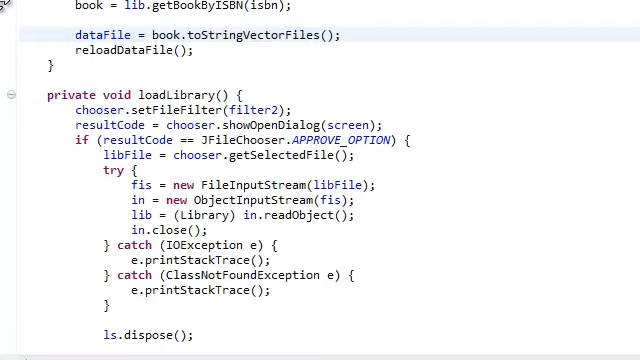 book = lib.getBookByISBN(isbn);
dataFile = book.toStringVectorFiles();
reloadDataFile();
}
private void loadLibrary() {
chooser.setFileFilter(filter2);
resultCode = chooser.showOpenDialog(screen);
if (resultCode == JFileChooser.APPROVE_OPTION) {
libFile = chooser.getSelectedFile();
try {
fis = new FileInputStream(libFile);
in = new ObjectInputStream(fis);
lib = (Library) in.readObject();
in.close();
} catch (IOException e) {
e.printStackTrace();
} catch (ClassNotFoundException e) {
e.printStackTrace();
}
ls.dispose();